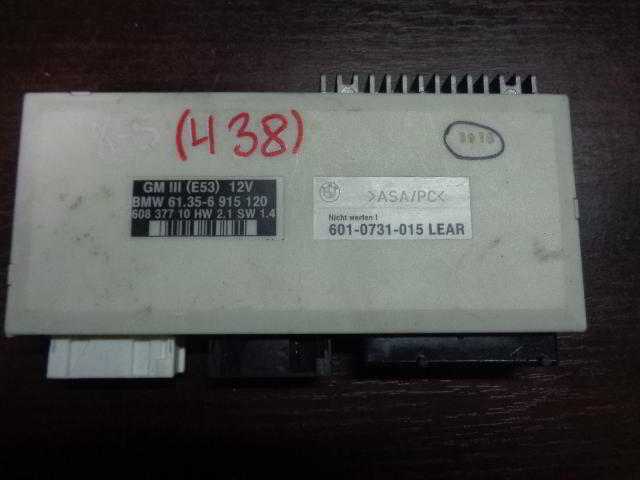 X-5
(438)
GM III (E53) 12V
BMW 61.35-6 915 120
608 377 10 HW 2.1 SW 1.4
>ASA/PC<
Nicht werfen !
601-0731-015 LEAR